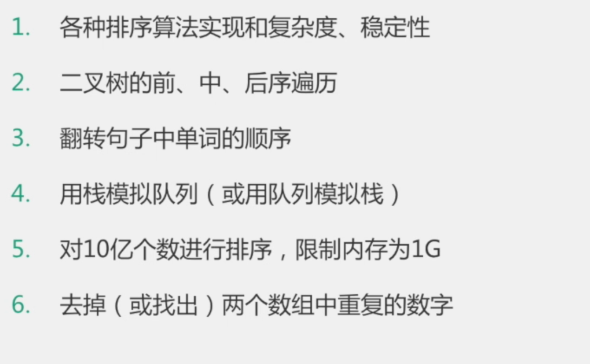 1. 各种排序算法实现和复杂度、稳定性
2. 二叉树的前、中、后序遍历
3. 翻转句子中单词的顺序
4. 用栈模拟队列（或用队列模拟栈）
5. 对10亿个数进行排序，限制内存为1G
6. 去掉（或找出）两个数组中重复的数字